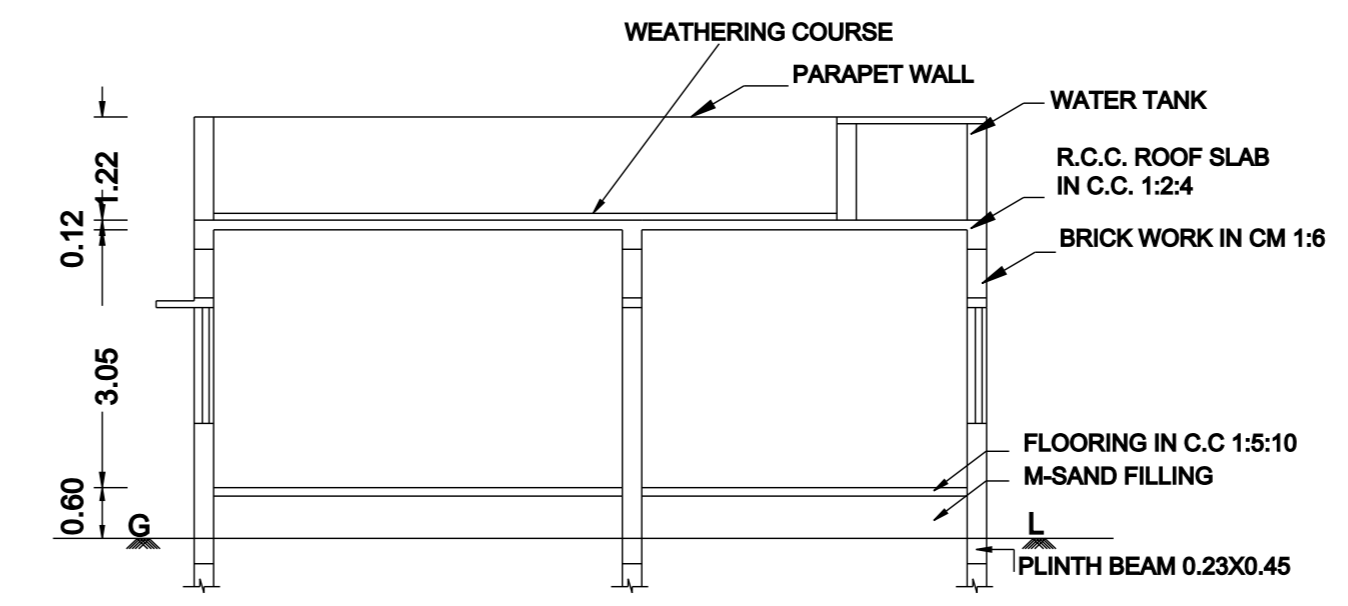 WEATHERING COURSE
PARAPET WALL
WATER TANK
R.C.C. ROOF SLAB
IN C.C. 1:2:4
BRICK WORK IN CM 1:6
1.22
0.12
3.05
0.60
FLOORING IN C.C 1:5:10
M-SAND FILLING
G
L
PLINTH BEAM 0.23X0.45